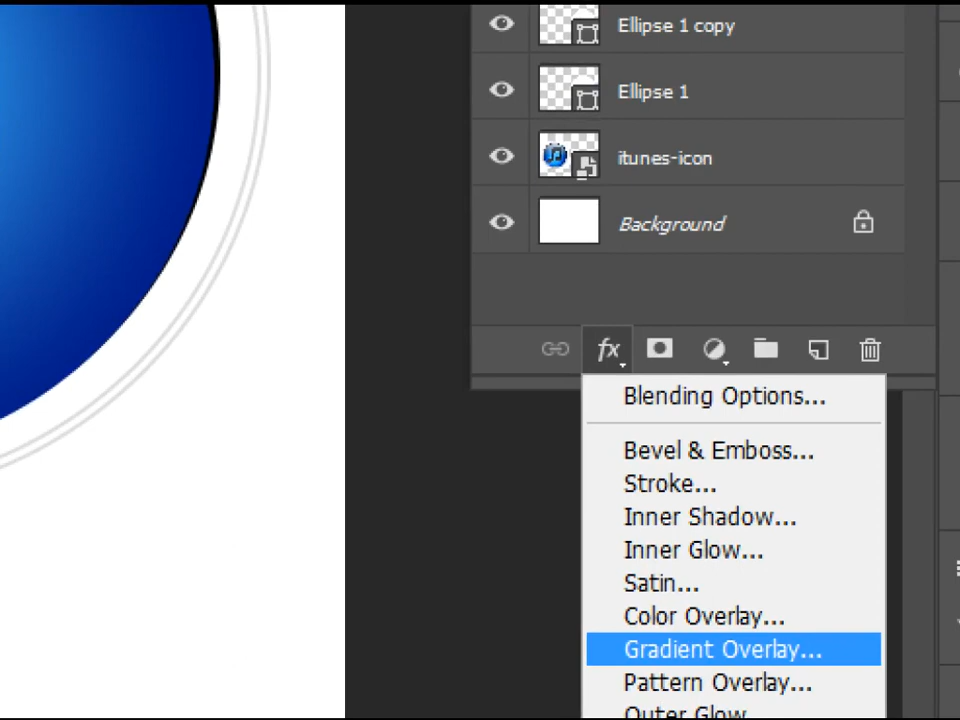 Ellipse 1 copy
Ellipse 1
itunes-icon
Background
fx
Blending Options...
Bevel & Emboss...
Stroke...
Inner Shadow...
Inner Glow...
Satin...
Color Overlay...
Gradient Overlay...
Pattern Overlay...
Outer Glow